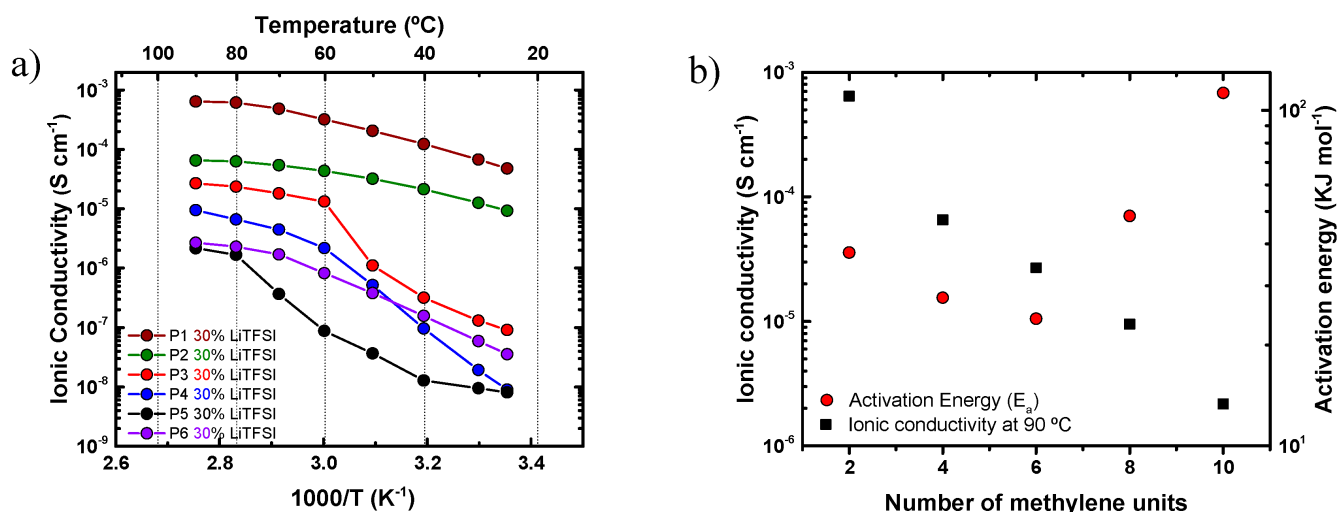 a)
Temperature (ºC)
100 80 60 40 20
Ionic Conductivity (S cm-1)
10-3
10-4
10-5
10-6
10-7
10-8
10-9
P1 30% LiTFSI
P2 30% LiTFSI
P3 30% LiTFSI
P4 30% LiTFSI
P5 30% LiTFSI
P6 30% LiTFSI
2.6 2.8 3.0 3.2 3.4
1000/T (K-1)
b)
Ionic conductivity (S cm-1)
10-3
10-4
10-5
10-6
Activation Energy (Ea)
Ionic conductivity at 90 ºC
2 4 6 8 10
Number of methylene units
102
101
Activation energy (KJ mol-1)